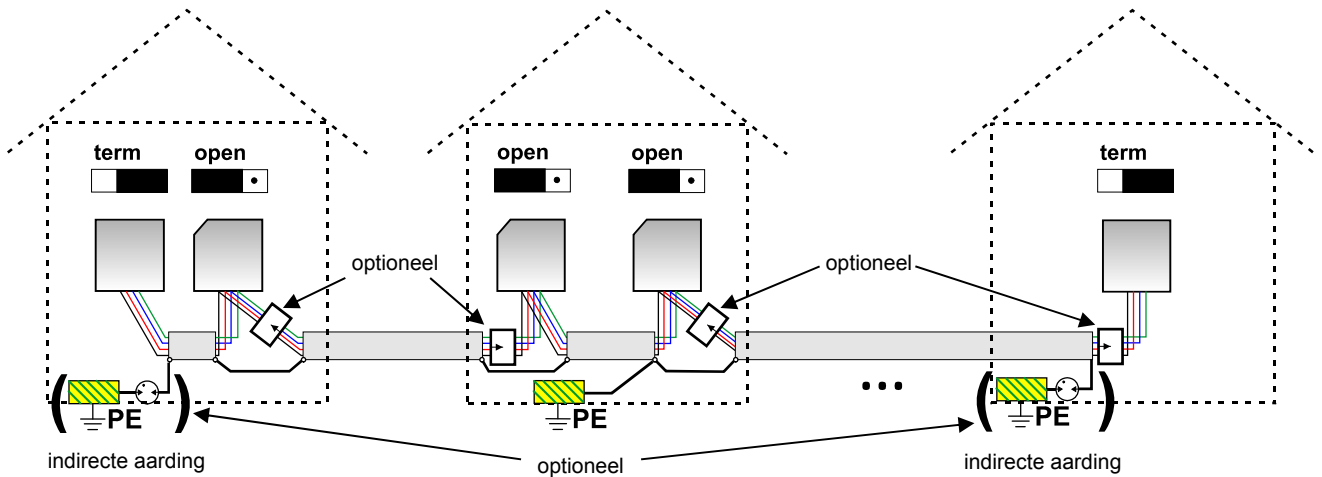 term open
open open
term
optioneel
optioneel
...
PE
PE
PE
indirecte aarding
optioneel
indirecte aarding